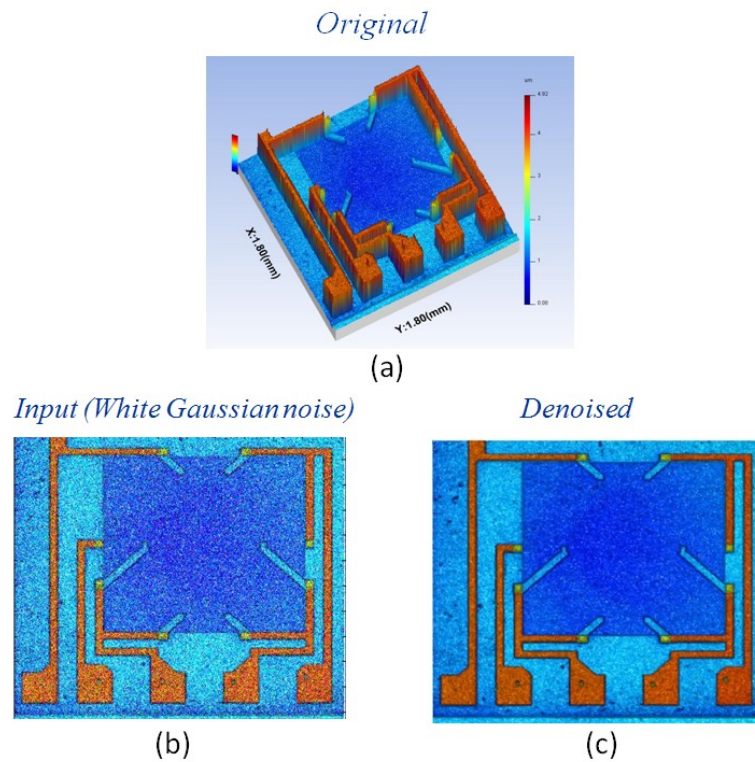 Original
um
4.92
4
3
2
1
0.00
X:1.80(mm)
Y:1.80(mm)
(a)
Input (White Gaussian noise)
Denoised
(b)
(c)